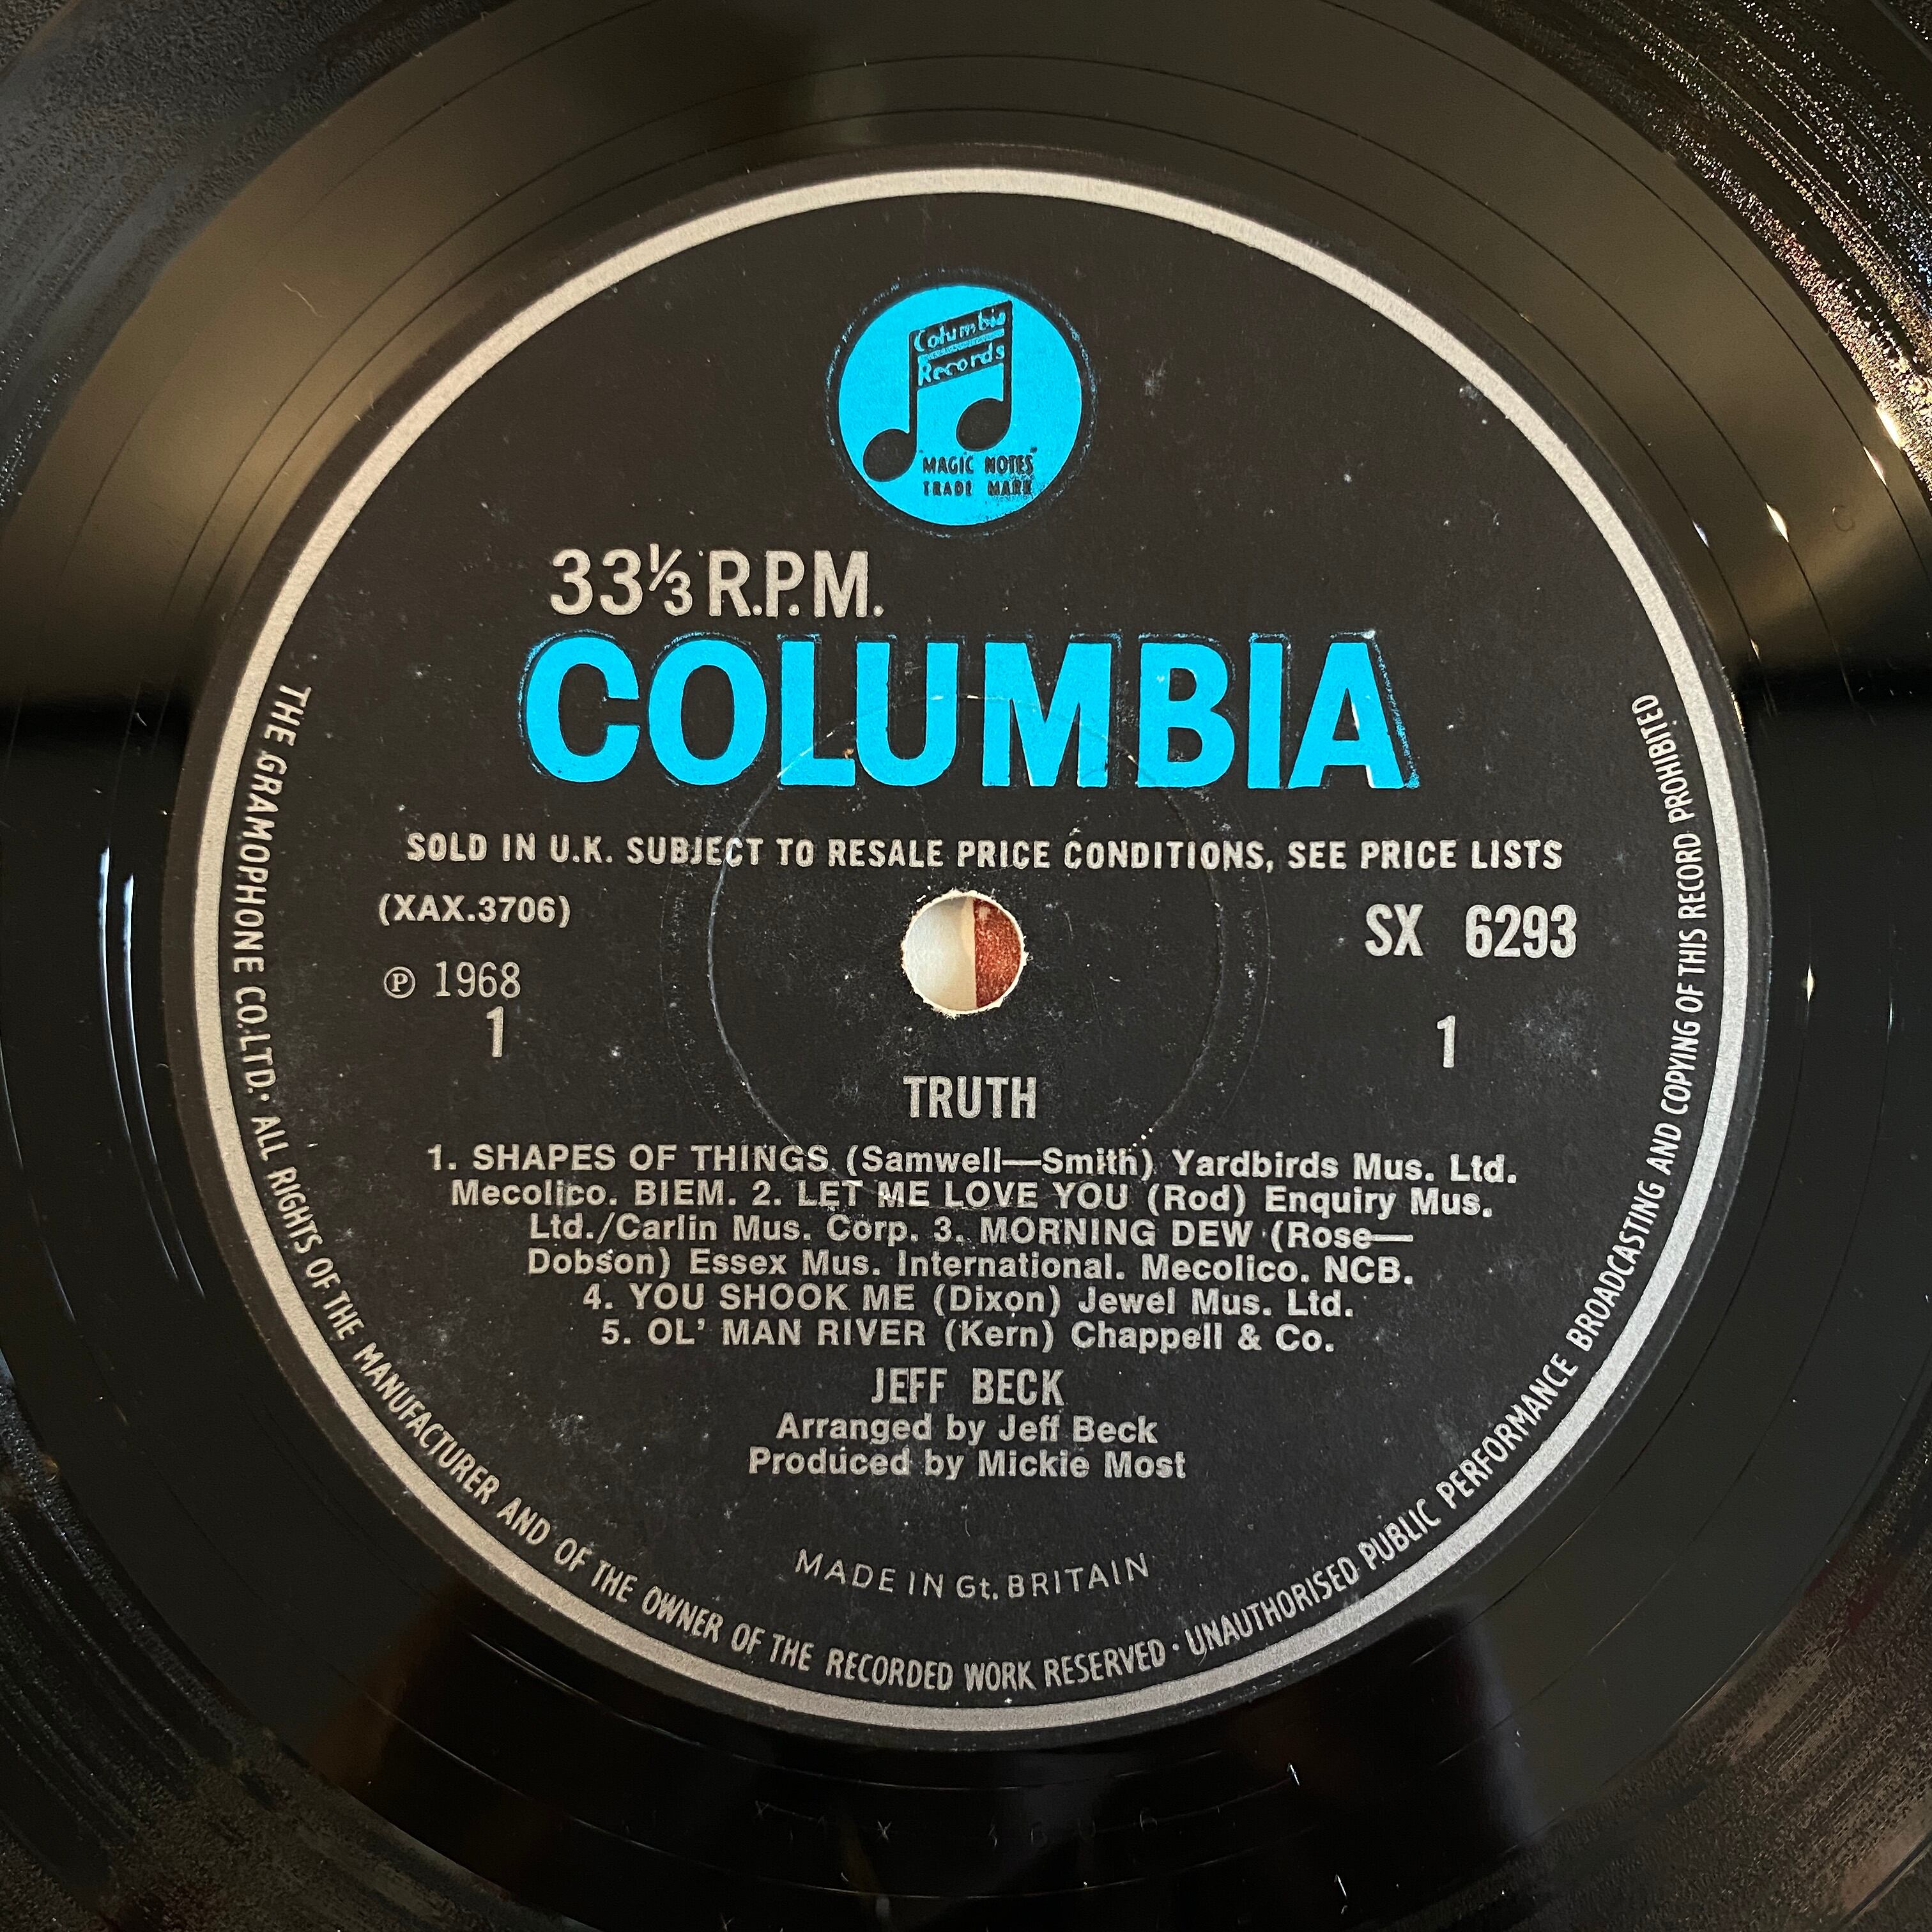 Columbia
Records
"MAGIC NOTES"
TRADE MARK
33⅓ R.P.M.
COLUMBIA
SOLD IN U.K. SUBJECT TO RESALE PRICE CONDITIONS, SEE PRICE LISTS
(XAX.3706)
SX 6293
Ⓟ 1968
1
1
TRUTH
1. SHAPES OF THINGS (Samwell—Smith) Yardbirds Mus. Ltd.
Mecolico. BIEM. 2. LET ME LOVE YOU (Rod) Enquiry Mus.
Ltd./Carlin Mus. Corp. 3. MORNING DEW (Rose—
Dobson) Essex Mus. International. Mecolico. NCB.
4. YOU SHOOK ME (Dixon) Jewel Mus. Ltd.
5. OL' MAN RIVER (Kern) Chappell & Co.
JEFF BECK
Arranged by Jeff Beck
Produced by Mickie Most
MADE IN Gt. BRITAIN
THE GRAMOPHONE CO. LTD. · ALL RIGHTS OF THE MANUFACTURER AND OF THE OWNER OF THE RECORDED WORK RESERVED · UNAUTHORISED PUBLIC PERFORMANCE BROADCASTING AND COPYING OF THIS RECORD PROHIBITED